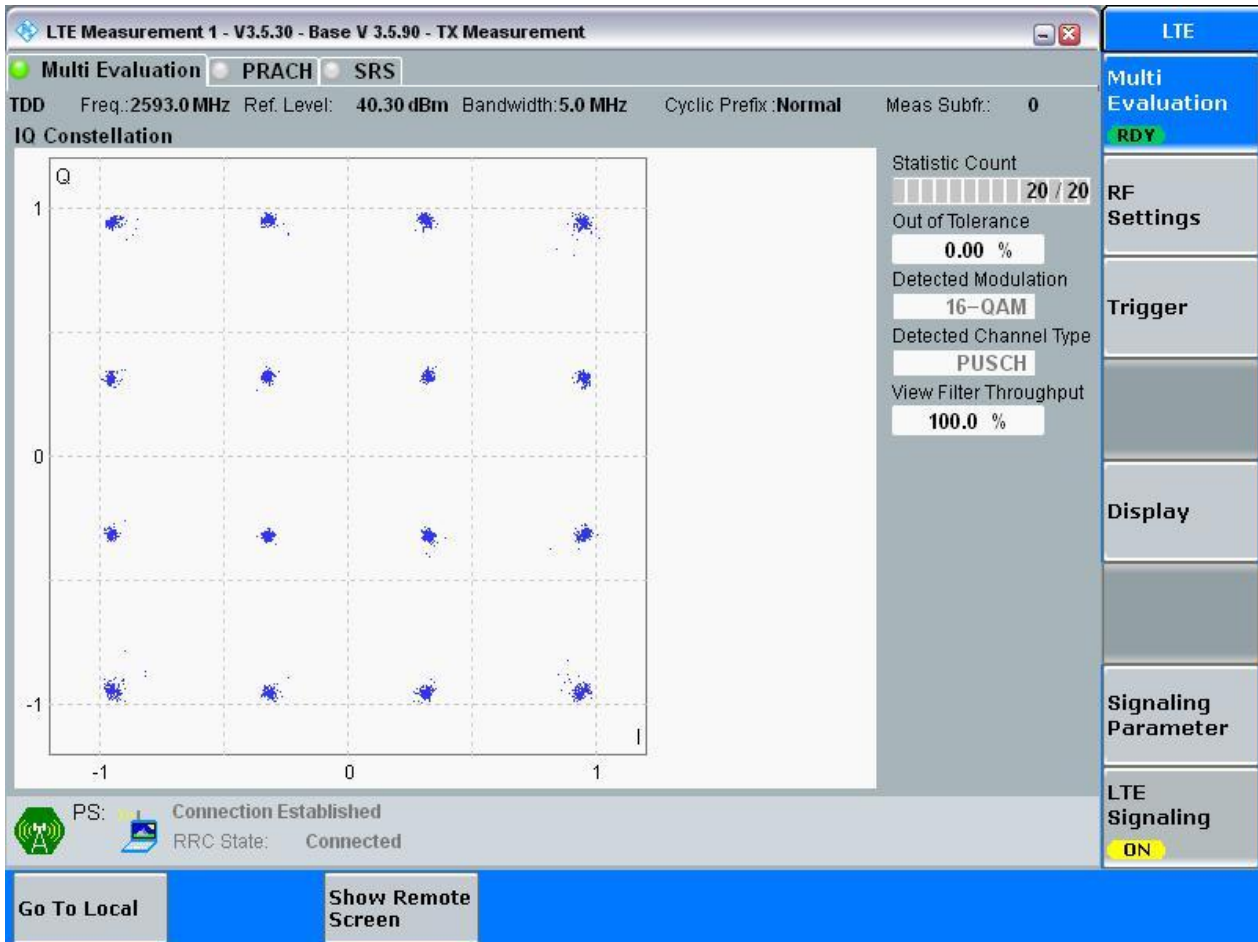 LTE Measurement 1 - V3.5.30 - Base V 3.5.90 - TX Measurement
LTE
Multi Evaluation PRACH SRS
TDD Freq.:2593.0 MHz Ref. Level: 40.30 dBm Bandwidth:5.0 MHz Cyclic Prefix :Normal Meas Subfr.: 0
IQ Constellation
Q
1
0
-1
-1 0 1
I
Statistic Count
20 / 20
Out of Tolerance
0.00 %
Detected Modulation
16-QAM
Detected Channel Type
PUSCH
View Filter Throughput
100.0 %
Multi
Evaluation
RDY
RF
Settings
Trigger
Display
Signaling
Parameter
LTE
Signaling
ON
PS: Connection Established
RRC State: Connected
Go To Local
Show Remote
Screen